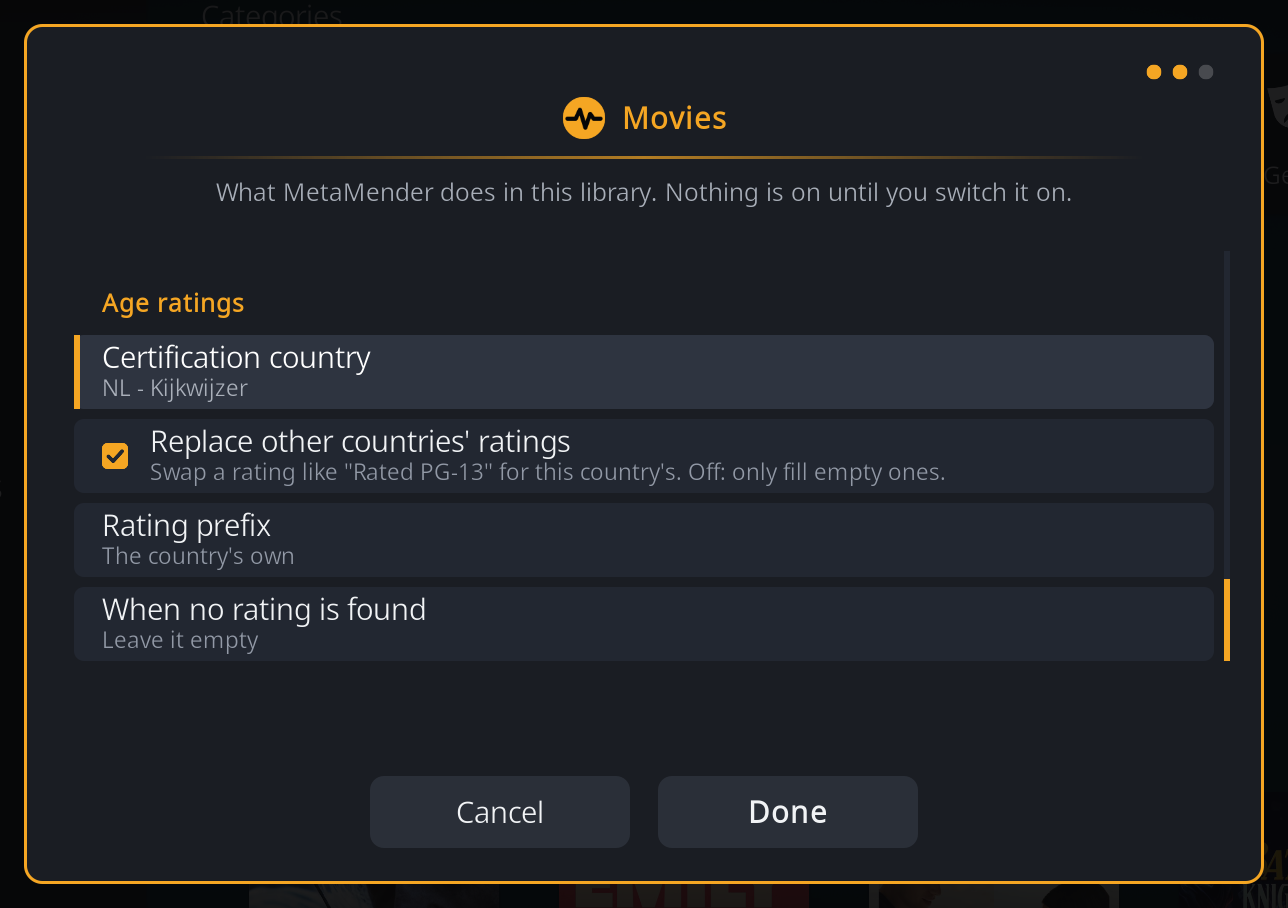 Categories
Movies
What MetaMender does in this library. Nothing is on until you switch it on.
Age ratings
Certification country
NL - Kijkwijzer
Replace other countries' ratings
Swap a rating like "Rated PG-13" for this country's. Off: only fill empty ones.
Rating prefix
The country's own
When no rating is found
Leave it empty
Cancel
Done